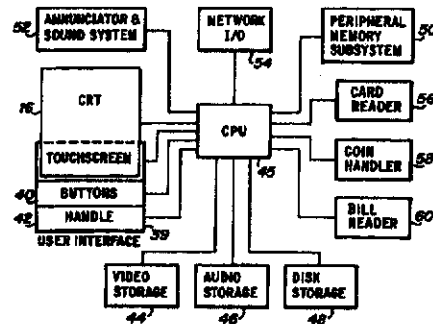 52
ANNUNCIATOR &
SOUND SYSTEM
NETWORK
I/O
54
PERIPHERAL
MEMORY
SUBSYSTEM
50
16
CRT
TOUCHSCREEN
CPU
45
CARD
READER
56
COIN
HANDLER
58
40
BUTTONS
42
HANDLE
USER INTERFACE
39
BILL
READER
60
VIDEO
STORAGE
44
AUDIO
STORAGE
46
DISK
STORAGE
48